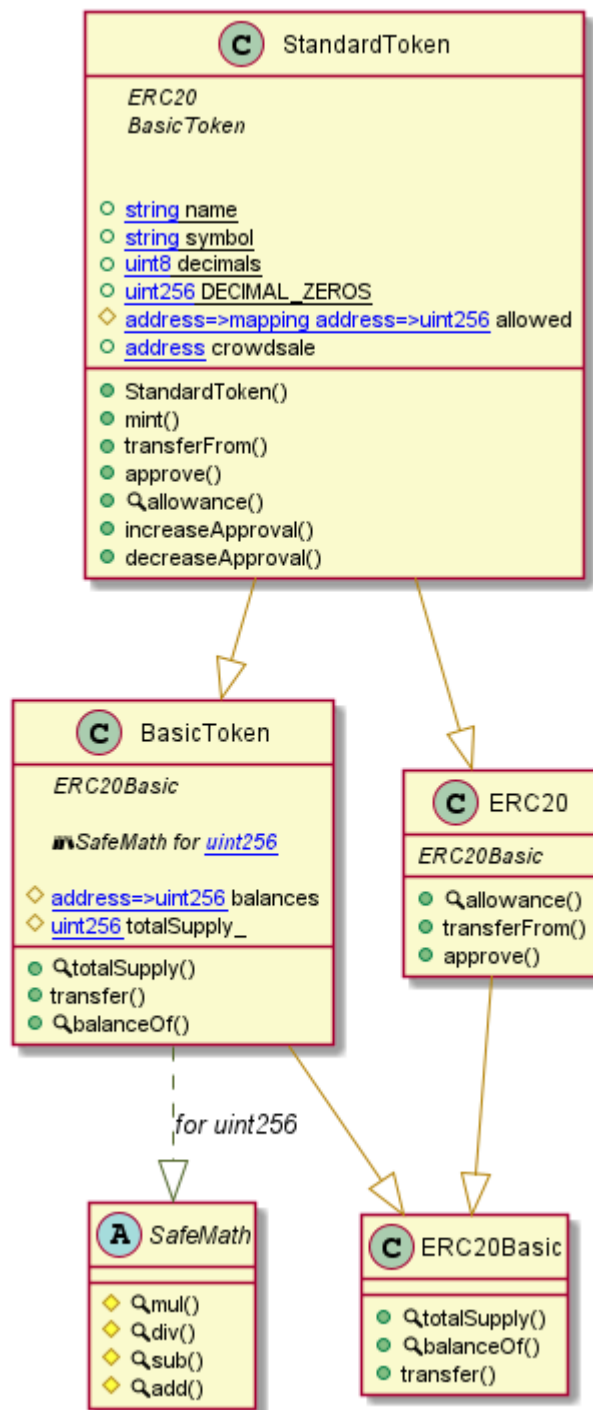 C StandardToken
ERC20
BasicToken
string name
string symbol
uint8 decimals
uint256 DECIMAL_ZEROS
address=>mapping address=>uint256 allowed
address crowdsale
StandardToken()
mint()
transferFrom()
approve()
allowance()
increaseApproval()
decreaseApproval()
C BasicToken
ERC20Basic
SafeMath for uint256
address=>uint256 balances
uint256 totalSupply_
totalSupply()
transfer()
balanceOf()
C ERC20
ERC20Basic
allowance()
transferFrom()
approve()
for uint256
A SafeMath
mul()
div()
sub()
add()
C ERC20Basic
totalSupply()
balanceOf()
transfer()